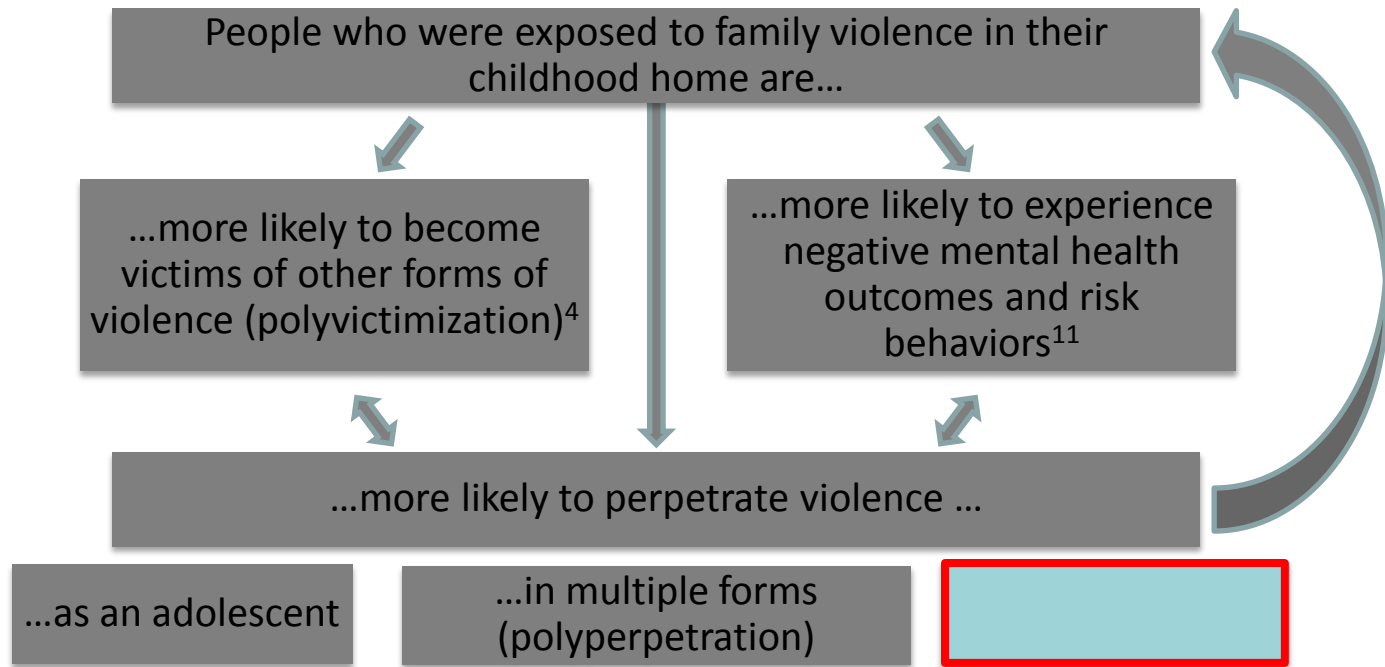 People who were exposed to family violence in their
childhood home are…
…more likely to become
victims of other forms of
violence (polyvictimization)⁴
…more likely to experience
negative mental health
outcomes and risk
behaviors¹¹
…more likely to perpetrate violence …
…as an adolescent
…in multiple forms
(polyperpetration)